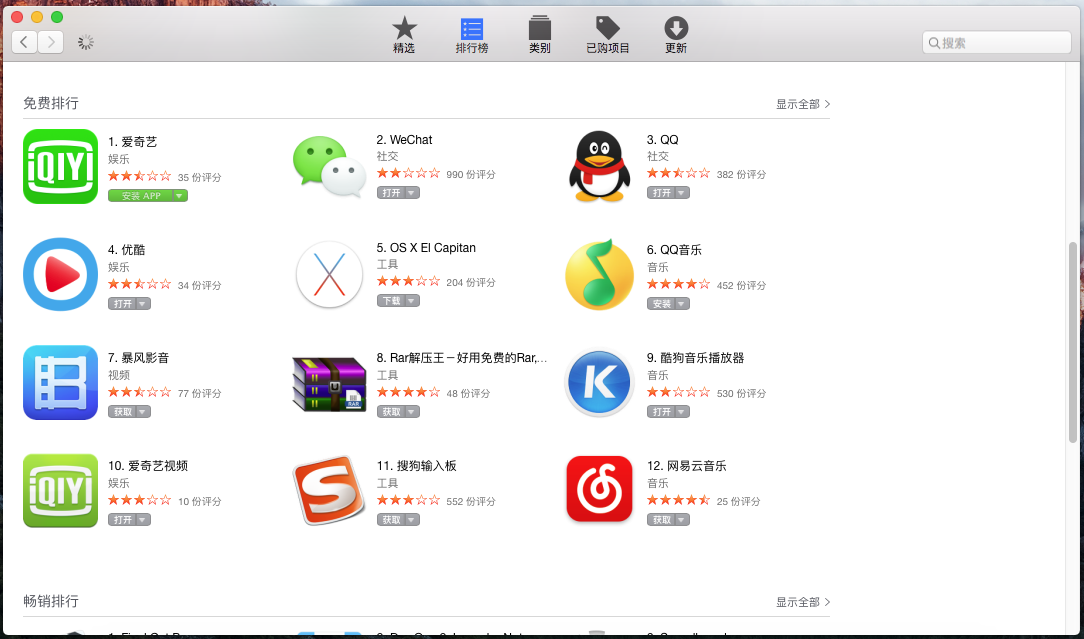 精选
排行榜
类别
已购项目
更新
搜索
免费排行
显示全部
iQIYI
1. 爱奇艺
娱乐
35 份评分
安装 APP
2. WeChat
社交
990 份评分
打开
3. QQ
社交
382 份评分
打开
4. 优酷
娱乐
34 份评分
打开
5. OS X El Capitan
工具
204 份评分
下载
6. QQ音乐
音乐
452 份评分
安装
7. 暴风影音
视频
77 份评分
获取
RAR
8. Rar解压王－好用免费的Rar,...
工具
48 份评分
获取
K
9. 酷狗音乐播放器
音乐
530 份评分
打开
iQIYI
10. 爱奇艺视频
娱乐
10 份评分
打开
S
11. 搜狗输入板
工具
552 份评分
获取
12. 网易云音乐
音乐
25 份评分
获取
畅销排行
显示全部